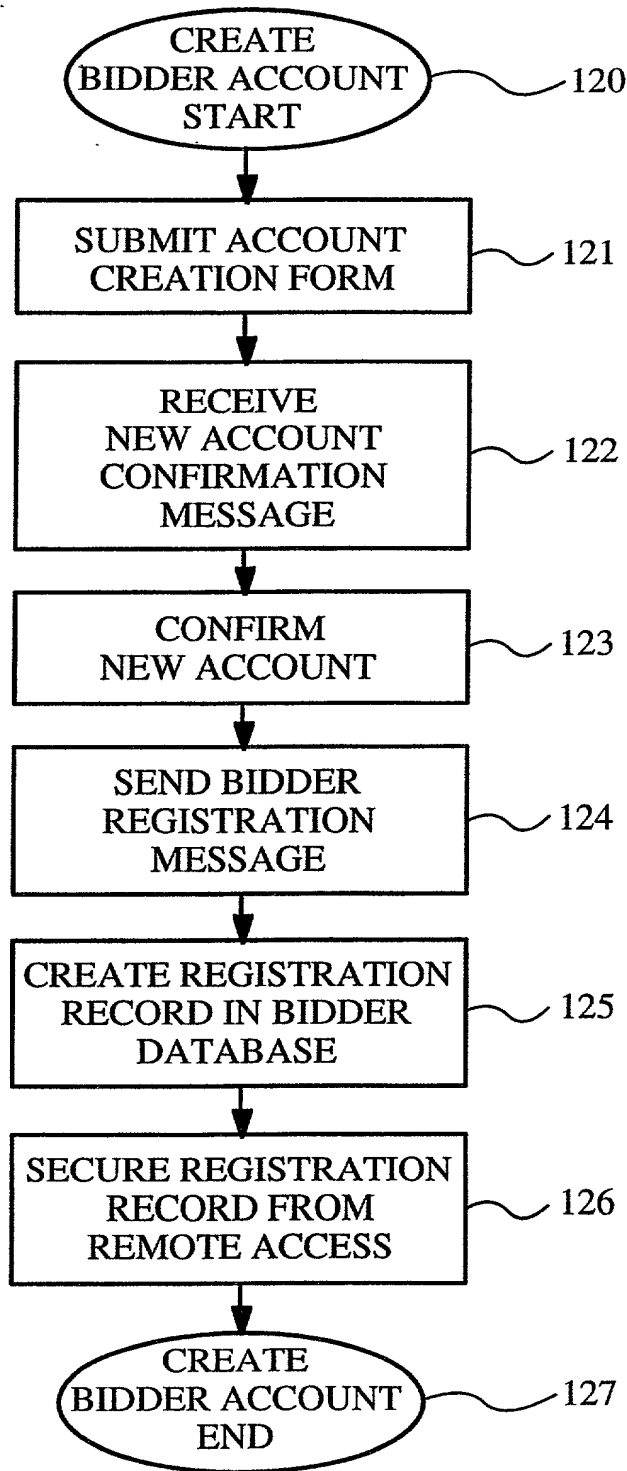 CREATE
BIDDER ACCOUNT
START
120
SUBMIT ACCOUNT
CREATION FORM
121
RECEIVE
NEW ACCOUNT
CONFIRMATION
MESSAGE
122
CONFIRM
NEW ACCOUNT
123
SEND BIDDER
REGISTRATION
MESSAGE
124
CREATE REGISTRATION
RECORD IN BIDDER
DATABASE
125
SECURE REGISTRATION
RECORD FROM
REMOTE ACCESS
126
CREATE
BIDDER ACCOUNT
END
127